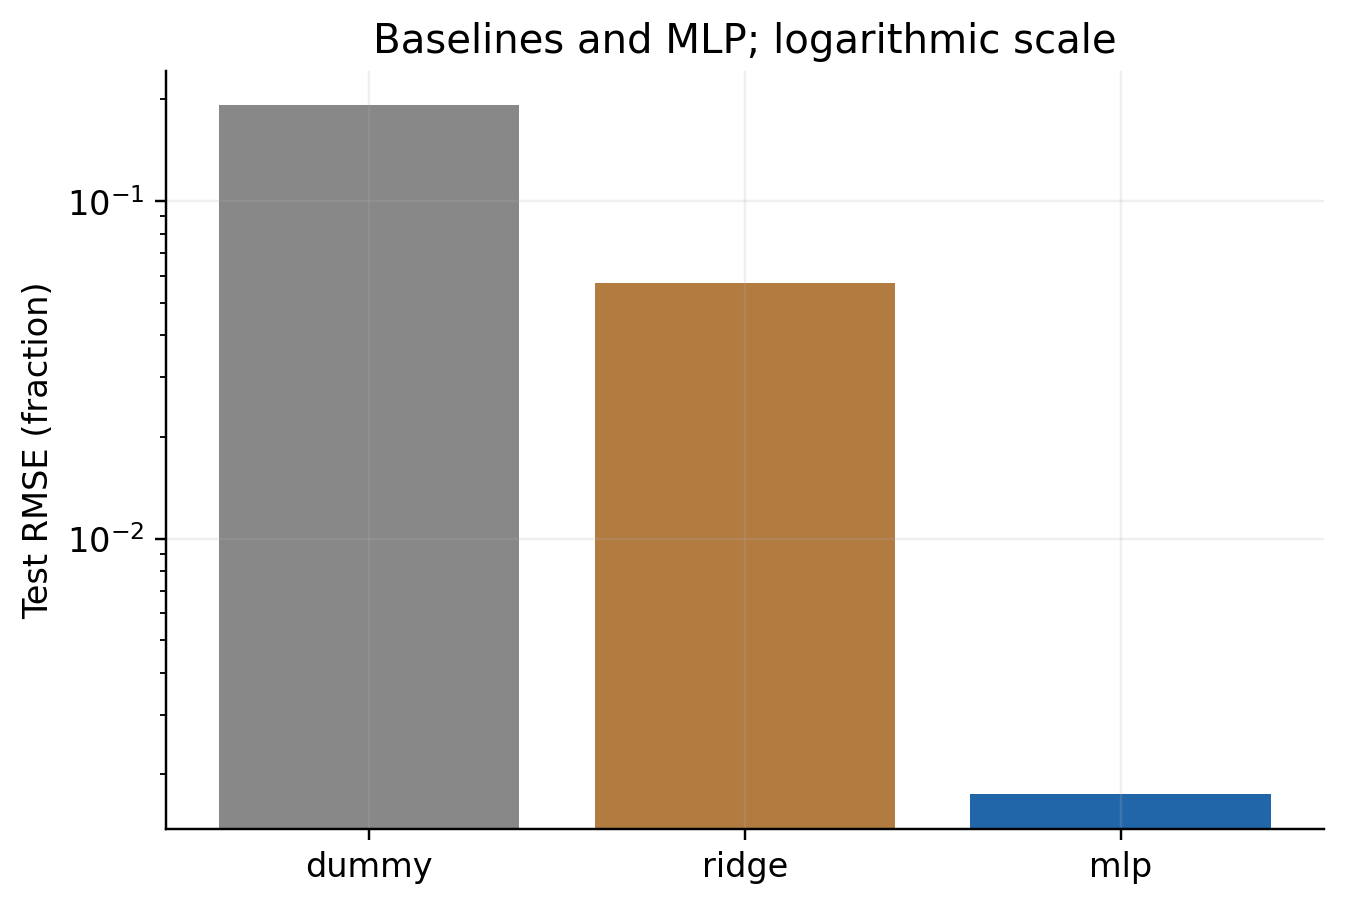 Baselines and MLP; logarithmic scale
Test RMSE (fraction)
10⁻¹
10⁻²
dummy ridge mlp